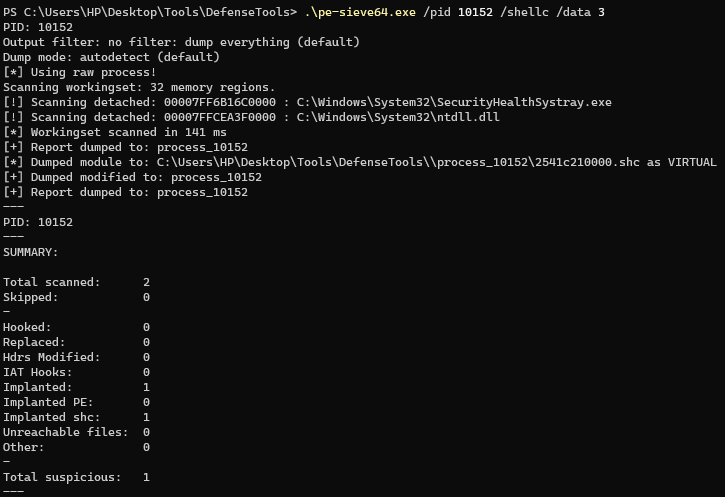 PS C:\Users\HP\Desktop\Tools\DefenseTools> .\pe-sieve64.exe /pid 10152 /shellc /data 3
PID: 10152
Output filter: no filter: dump everything (default)
Dump mode: autodetect (default)
[*] Using raw process!
Scanning workingset: 32 memory regions.
[!] Scanning detached: 00007FF6B16C0000 : C:\Windows\System32\SecurityHealthSystray.exe
[!] Scanning detached: 00007FFCEA3F0000 : C:\Windows\System32\ntdll.dll
[*] Workingset scanned in 141 ms
[+] Report dumped to: process_10152
[*] Dumped module to: C:\Users\HP\Desktop\Tools\DefenseTools\\process_10152\2541c210000.shc as VIRTUAL
[+] Dumped modified to: process_10152
[+] Report dumped to: process_10152
---
PID: 10152
---
SUMMARY:
Total scanned: 2
Skipped: 0
-
Hooked: 0
Replaced: 0
Hdrs Modified: 0
IAT Hooks: 0
Implanted: 1
Implanted PE: 0
Implanted shc: 1
Unreachable files: 0
Other: 0
-
Total suspicious: 1
---